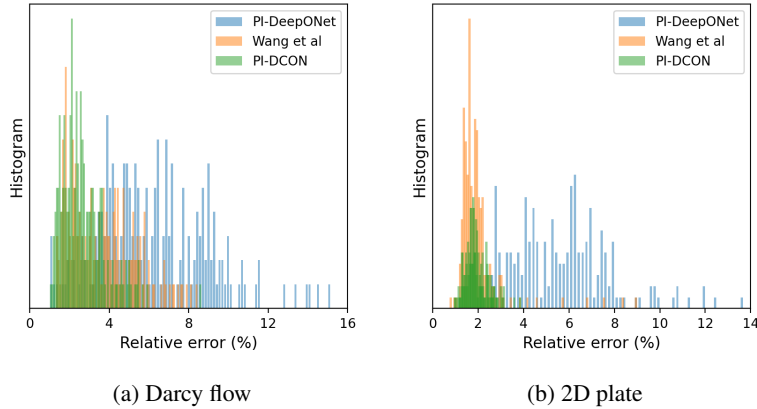 PI-DeepONet
Wang et al
PI-DCON
Histogram
0 4 8 12 16
Relative error (%)
(a) Darcy flow
PI-DeepONet
Wang et al
PI-DCON
Histogram
0 2 4 6 8 10 12 14
Relative error (%)
(b) 2D plate